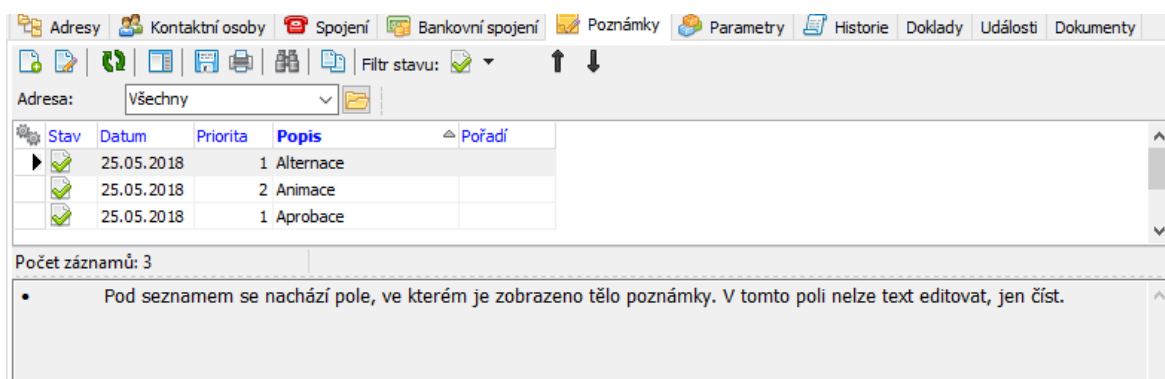 Adresy Kontaktní osoby Spojení Bankovní spojení Poznámky Parametry Historie Doklady Události Dokumenty
Filtr stavu:
Adresa: Všechny
Stav Datum Priorita Popis Pořadí
25.05.2018 1 Alternace
25.05.2018 2 Animace
25.05.2018 1 Aprobace
Počet záznamů: 3
• Pod seznamem se nachází pole, ve kterém je zobrazeno tělo poznámky. V tomto poli nelze text editovat, jen číst.